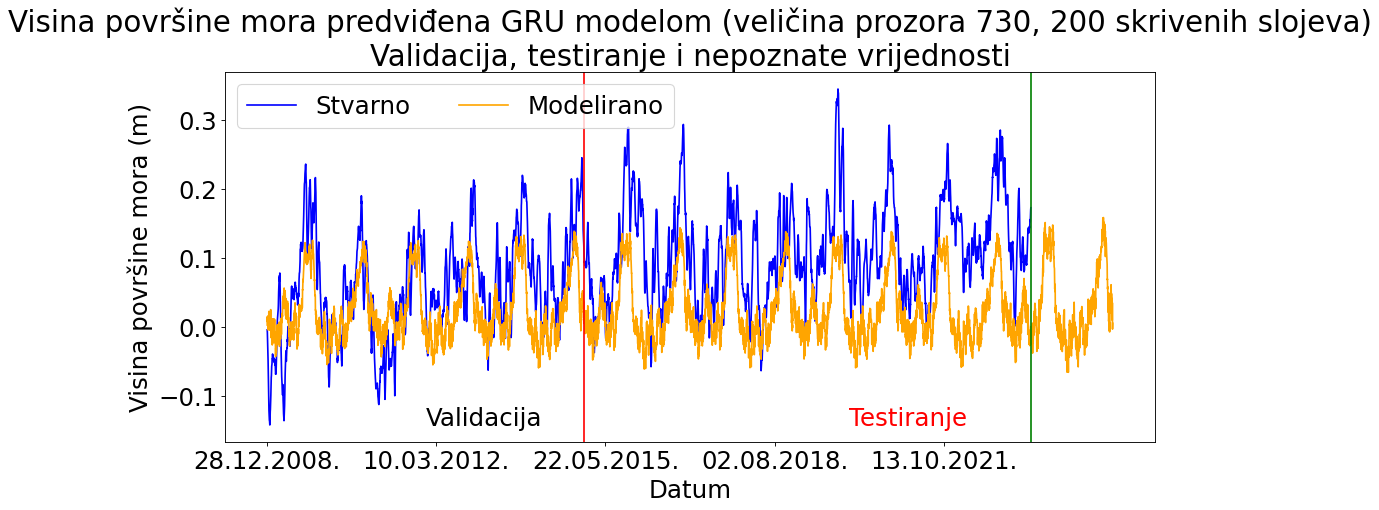 Visina površine mora predviđena GRU modelom (veličina prozora 730, 200 skrivenih slojeva)
Validacija, testiranje i nepoznate vrijednosti
Stvarno Modelirano
Visina površine mora (m)
0.3
0.2
0.1
0.0
−0.1
Validacija Testiranje
28.12.2008. 10.03.2012. 22.05.2015. 02.08.2018. 13.10.2021.
Datum